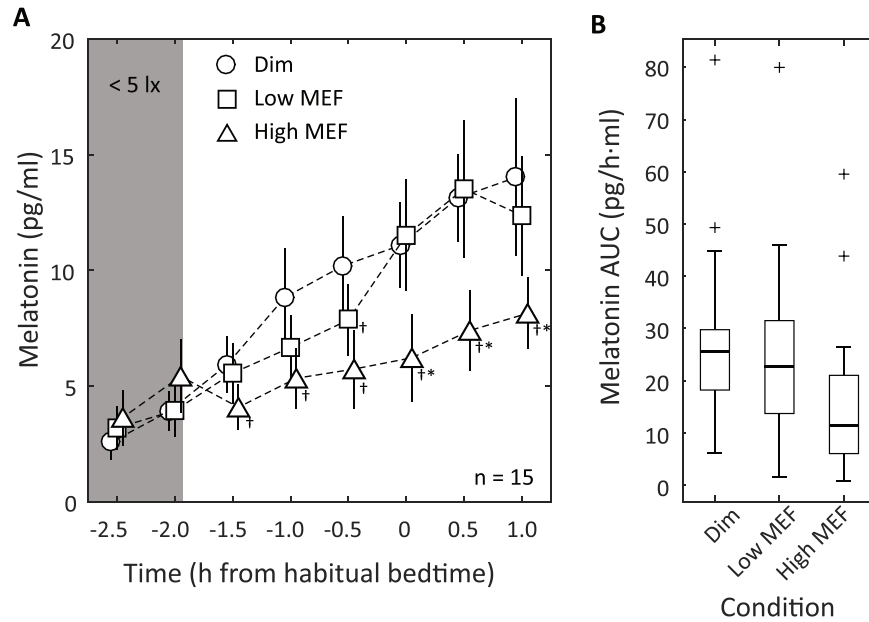 A
20
15
10
5
0
Melatonin (pg/ml)
< 5 lx
Dim
Low MEF
High MEF
†
†
†
†
†*
†*
†*
n = 15
-2.5 -2.0 -1.5 -1.0 -0.5 0 0.5 1.0
Time (h from habitual bedtime)
B
80
70
60
50
40
30
20
10
0
Melatonin AUC (pg/h·ml)
Dim
Low MEF
High MEF
Condition